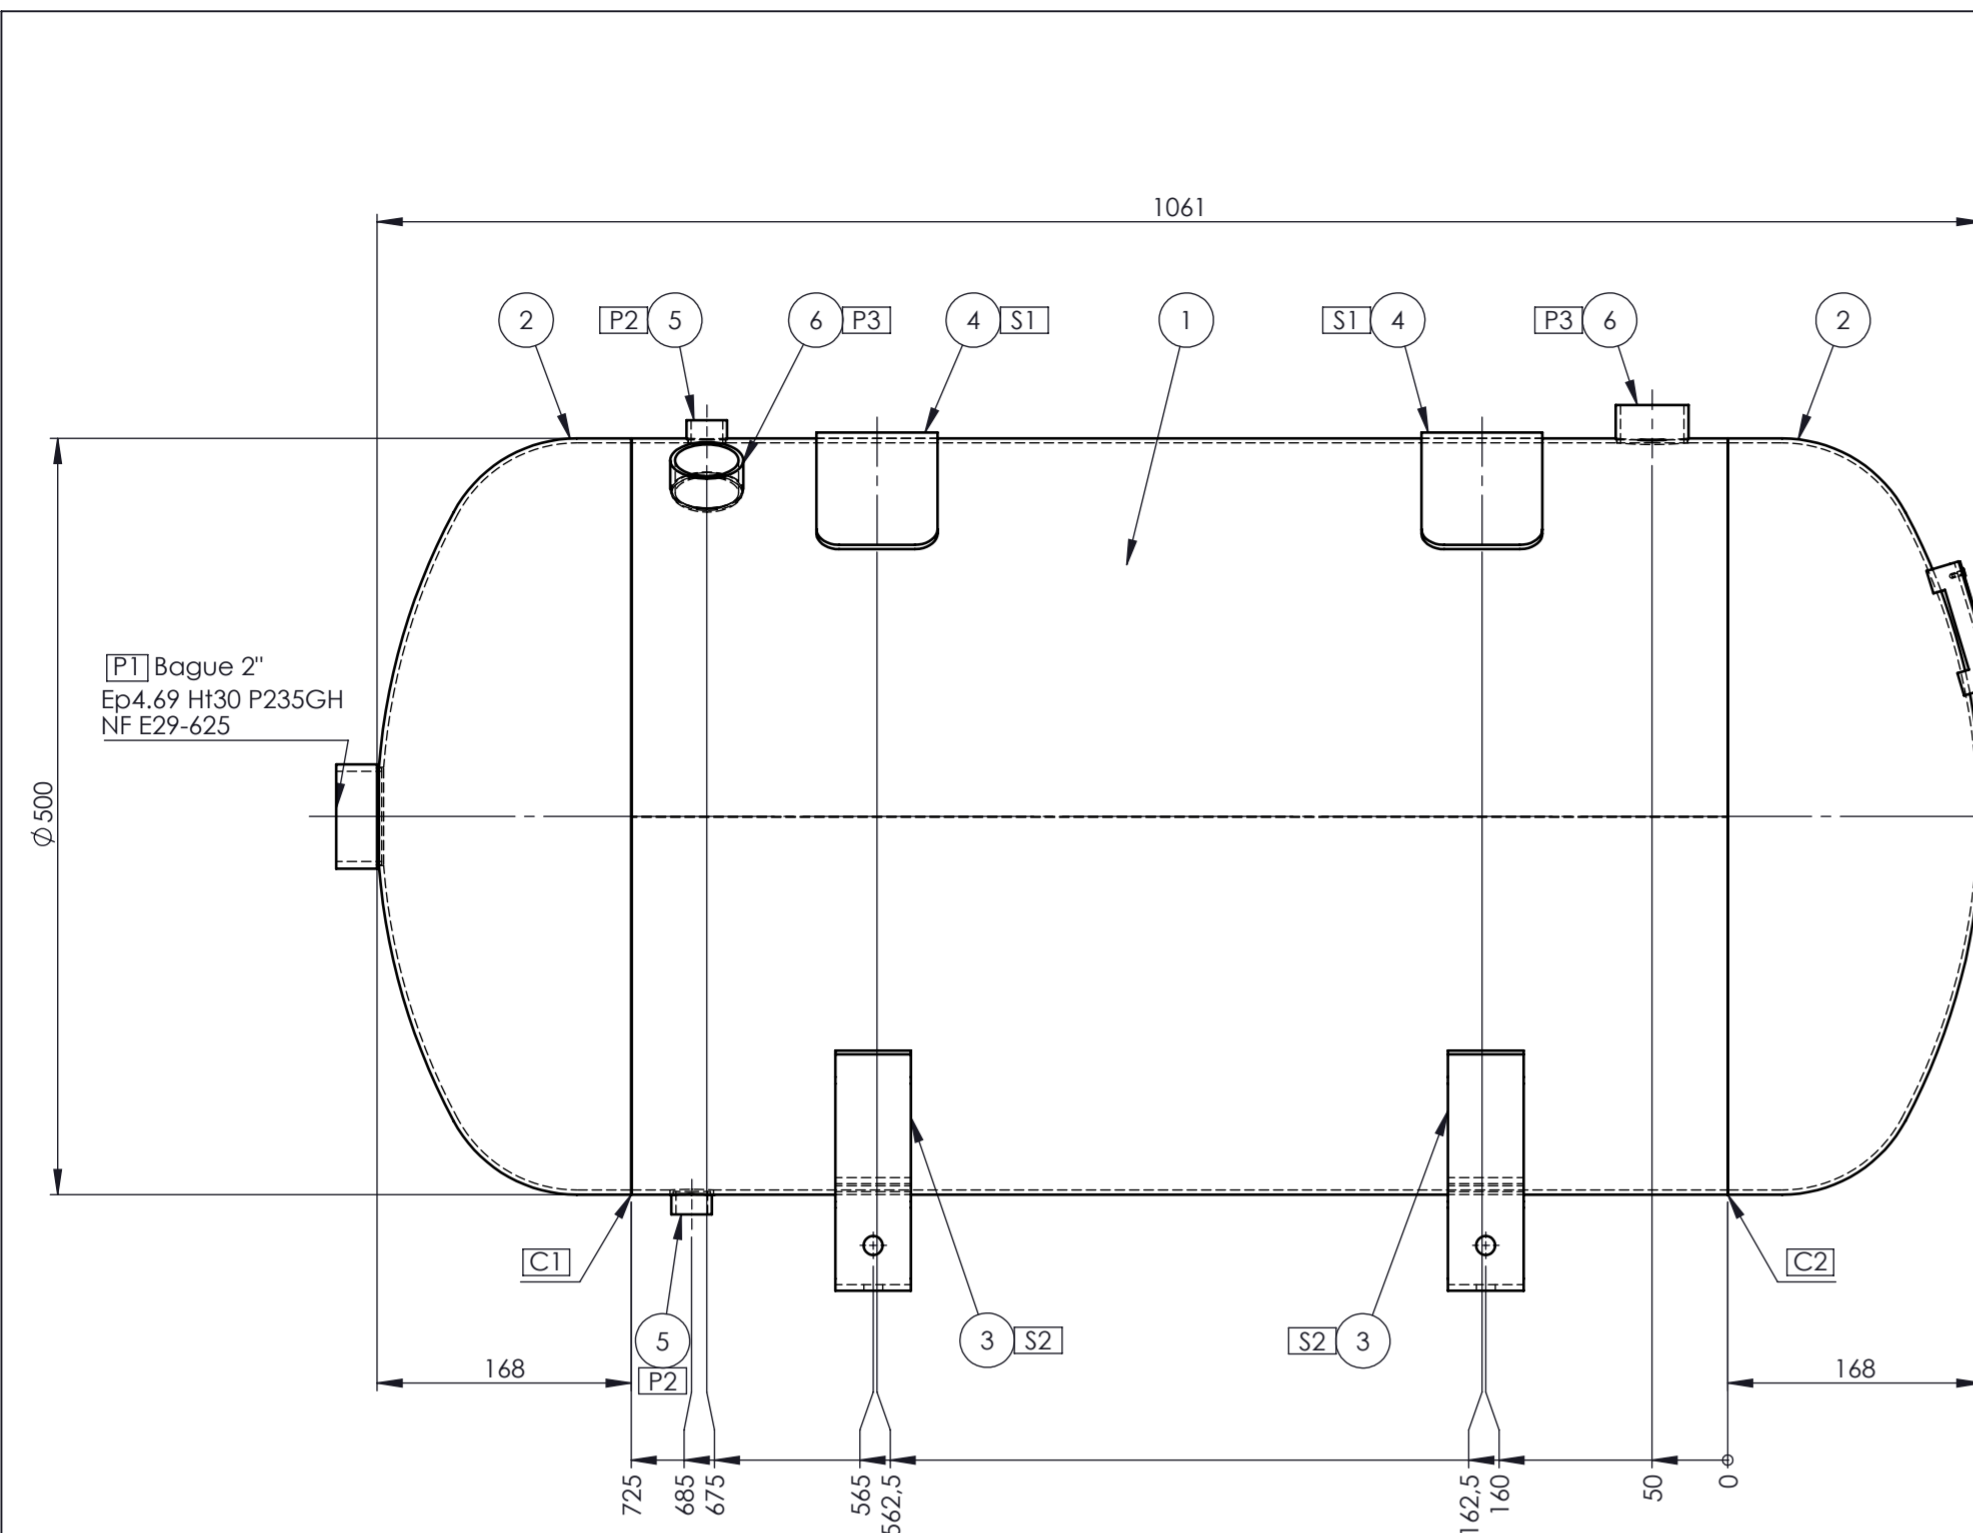 1061
2
P2 5
6 P3
4 S1
1
S1 4
P3 6
2
P1 Bague 2"
Ep4.69 Ht30 P235GH
NF E29-625
Ø500
C1
C2
5
P2
3 S2
S2 3
168
168
725
685
675
565
562,5
162,5
160
50
0